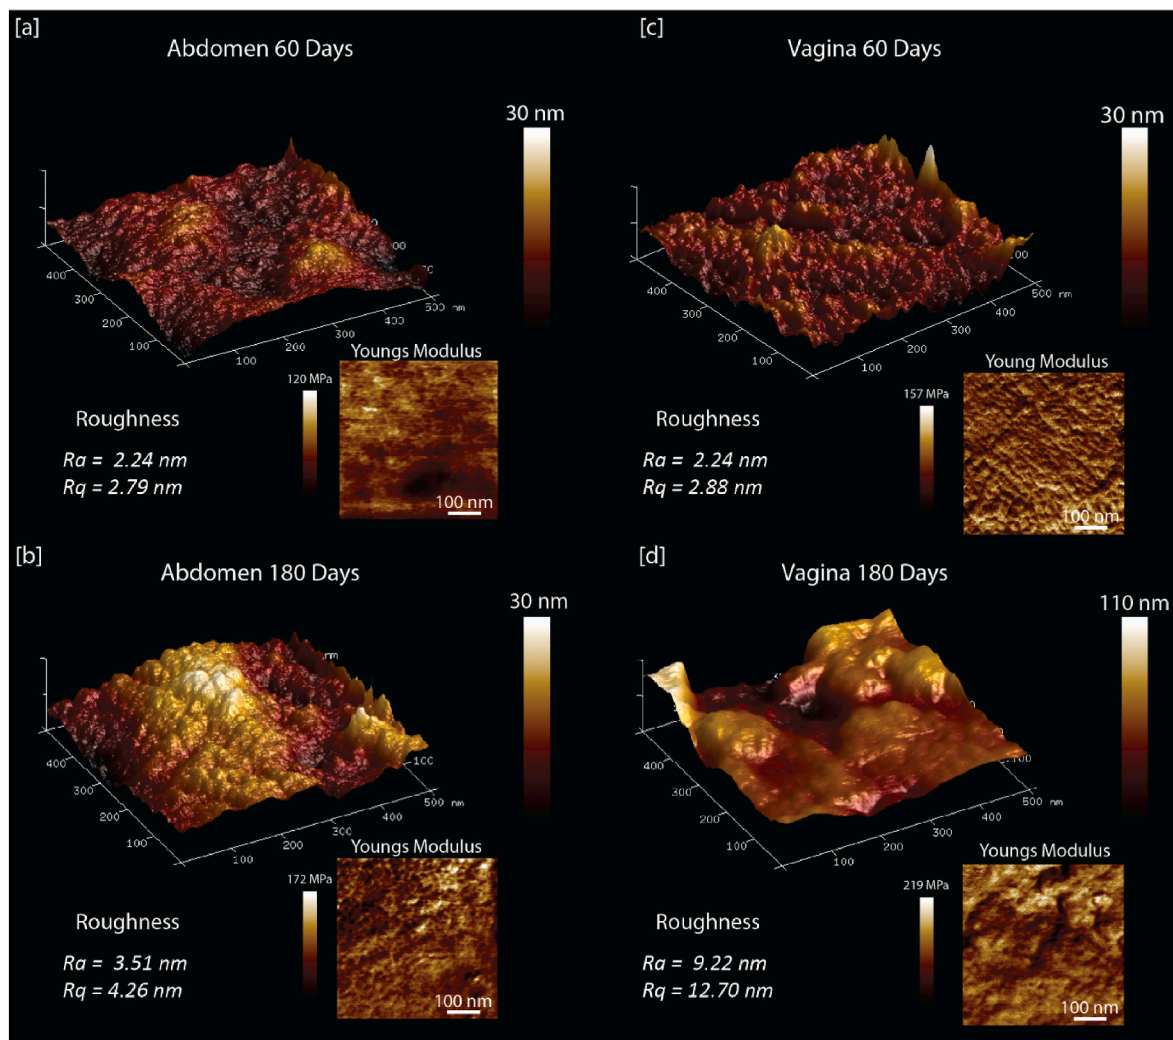 [a]
Abdomen 60 Days
30 nm
400
300
200
100
100
200
300
400
500 nm
Youngs Modulus
120 MPa
Roughness
Ra = 2.24 nm
Rq = 2.79 nm
100 nm
[c]
Vagina 60 Days
30 nm
400
300
200
100
100
200
300
400
500 nm
Young Modulus
157 MPa
Roughness
Ra = 2.24 nm
Rq = 2.88 nm
100 nm
[b]
Abdomen 180 Days
30 nm
nm
400
300
200
100
100
200
300
400
500 nm
100
Youngs Modulus
172 MPa
Roughness
Ra = 3.51 nm
Rq = 4.26 nm
100 nm
[d]
Vagina 180 Days
110 nm
400
300
200
100
100
200
300
400
500 nm
100
Youngs Modulus
219 MPa
Roughness
Ra = 9.22 nm
Rq = 12.70 nm
100 nm